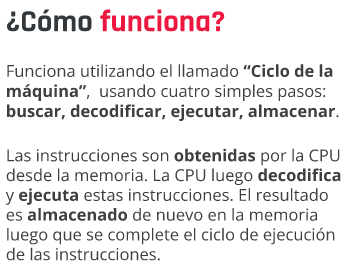 ¿Cómo funciona?
Funciona utilizando el llamado “Ciclo de la
máquina”,  usando cuatro simples pasos:
buscar, decodificar, ejecutar, almacenar.
Las instrucciones son obtenidas por la CPU
desde la memoria. La CPU luego decodifica
y ejecuta estas instrucciones. El resultado
es almacenado de nuevo en la memoria
luego que se complete el ciclo de ejecución
de las instrucciones.